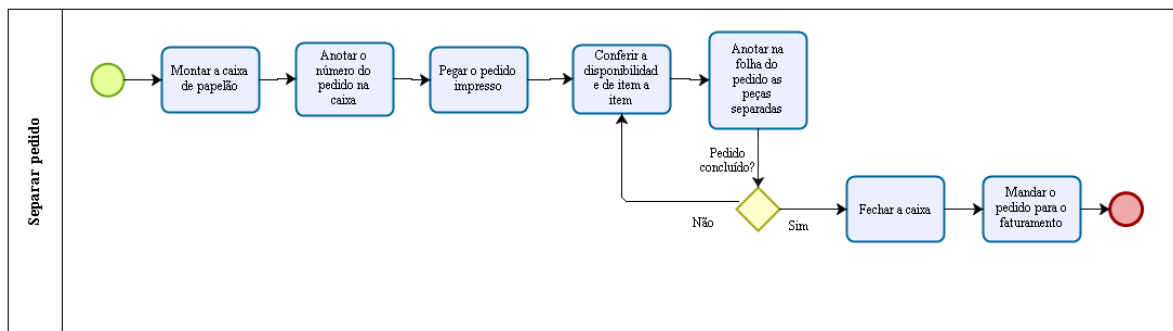 Separar pedido
Montar a caixa
de papelão
Anotar o
número do
pedido na
caixa
Pegar o pedido
impresso
Conferir a
disponibilidad
e de item a
item
Anotar na
folha do
pedido as
peças
separadas
Pedido
concluído?
Não
Sim
Fechar a caixa
Mandar o
pedido para o
faturamento